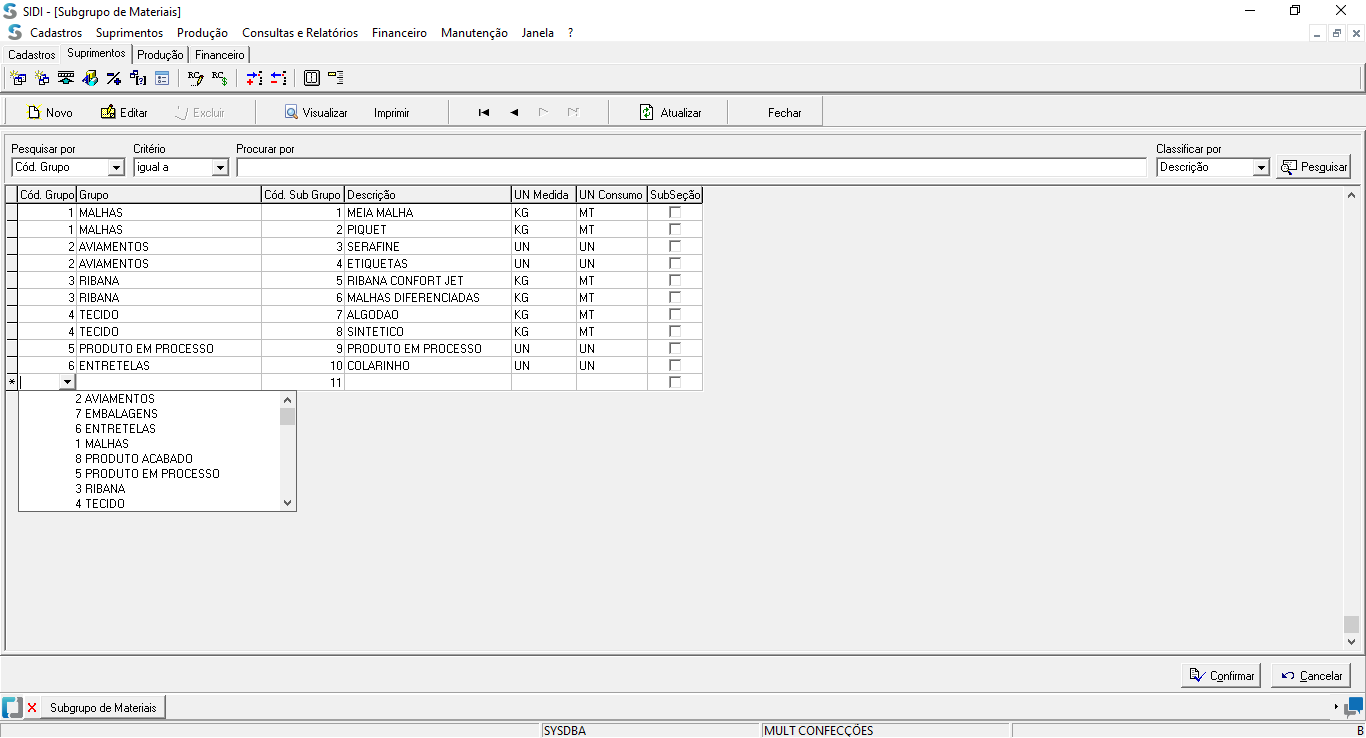 SIDI - [Subgrupo de Materiais]
Cadastros Suprimentos Produção Consultas e Relatórios Financeiro Manutenção Janela ?
Cadastros Suprimentos Produção Financeiro
Novo Editar Excluir Visualizar Imprimir Atualizar Fechar
Pesquisar por Critério Procurar por Classificar por
Cód. Grupo igual a Descrição Pesquisar
Cód. Grupo Grupo Cód. Sub Grupo Descrição UN Medida UN Consumo SubSeção
1 MALHAS 1 MEIA MALHA KG MT
1 MALHAS 2 PIQUET KG MT
2 AVIAMENTOS 3 SERAFINE UN UN
2 AVIAMENTOS 4 ETIQUETAS UN UN
3 RIBANA 5 RIBANA CONFORT JET KG MT
3 RIBANA 6 MALHAS DIFERENCIADAS KG MT
4 TECIDO 7 ALGODAO KG MT
4 TECIDO 8 SINTETICO KG MT
5 PRODUTO EM PROCESSO 9 PRODUTO EM PROCESSO UN UN
6 ENTRETELAS 10 COLARINHO UN UN
* 11
2 AVIAMENTOS
7 EMBALAGENS
6 ENTRETELAS
1 MALHAS
8 PRODUTO ACABADO
5 PRODUTO EM PROCESSO
3 RIBANA
4 TECIDO
Confirmar Cancelar
Subgrupo de Materiais
SYSDBA MULT CONFECÇÕES B